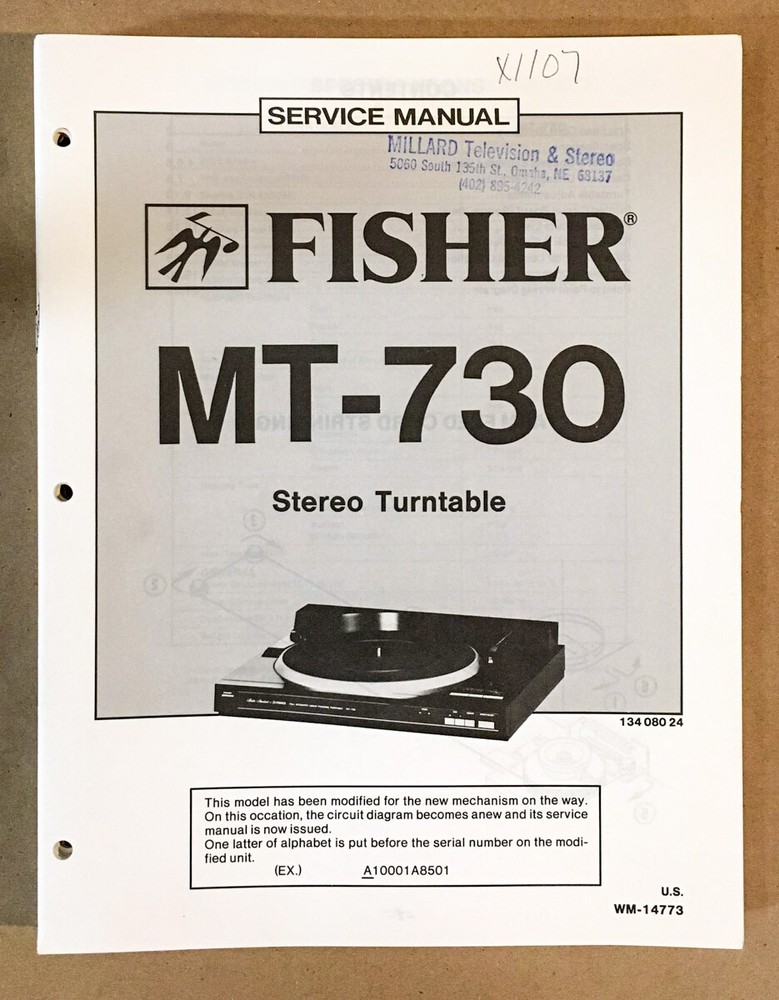 X1107
SERVICE MANUAL
MILLARD Television & Stereo
5060 South 135th St., Omaha, NE 68137
(402) 895-4242
FISHER®
MT-730
Stereo Turntable
134 080 24
This model has been modified for the new mechanism on the way.
On this occation, the circuit diagram becomes anew and its service
manual is now issued.
One latter of alphabet is put before the serial number on the modi-
fied unit.
(EX.) A10001A8501
U.S.
WM-14773